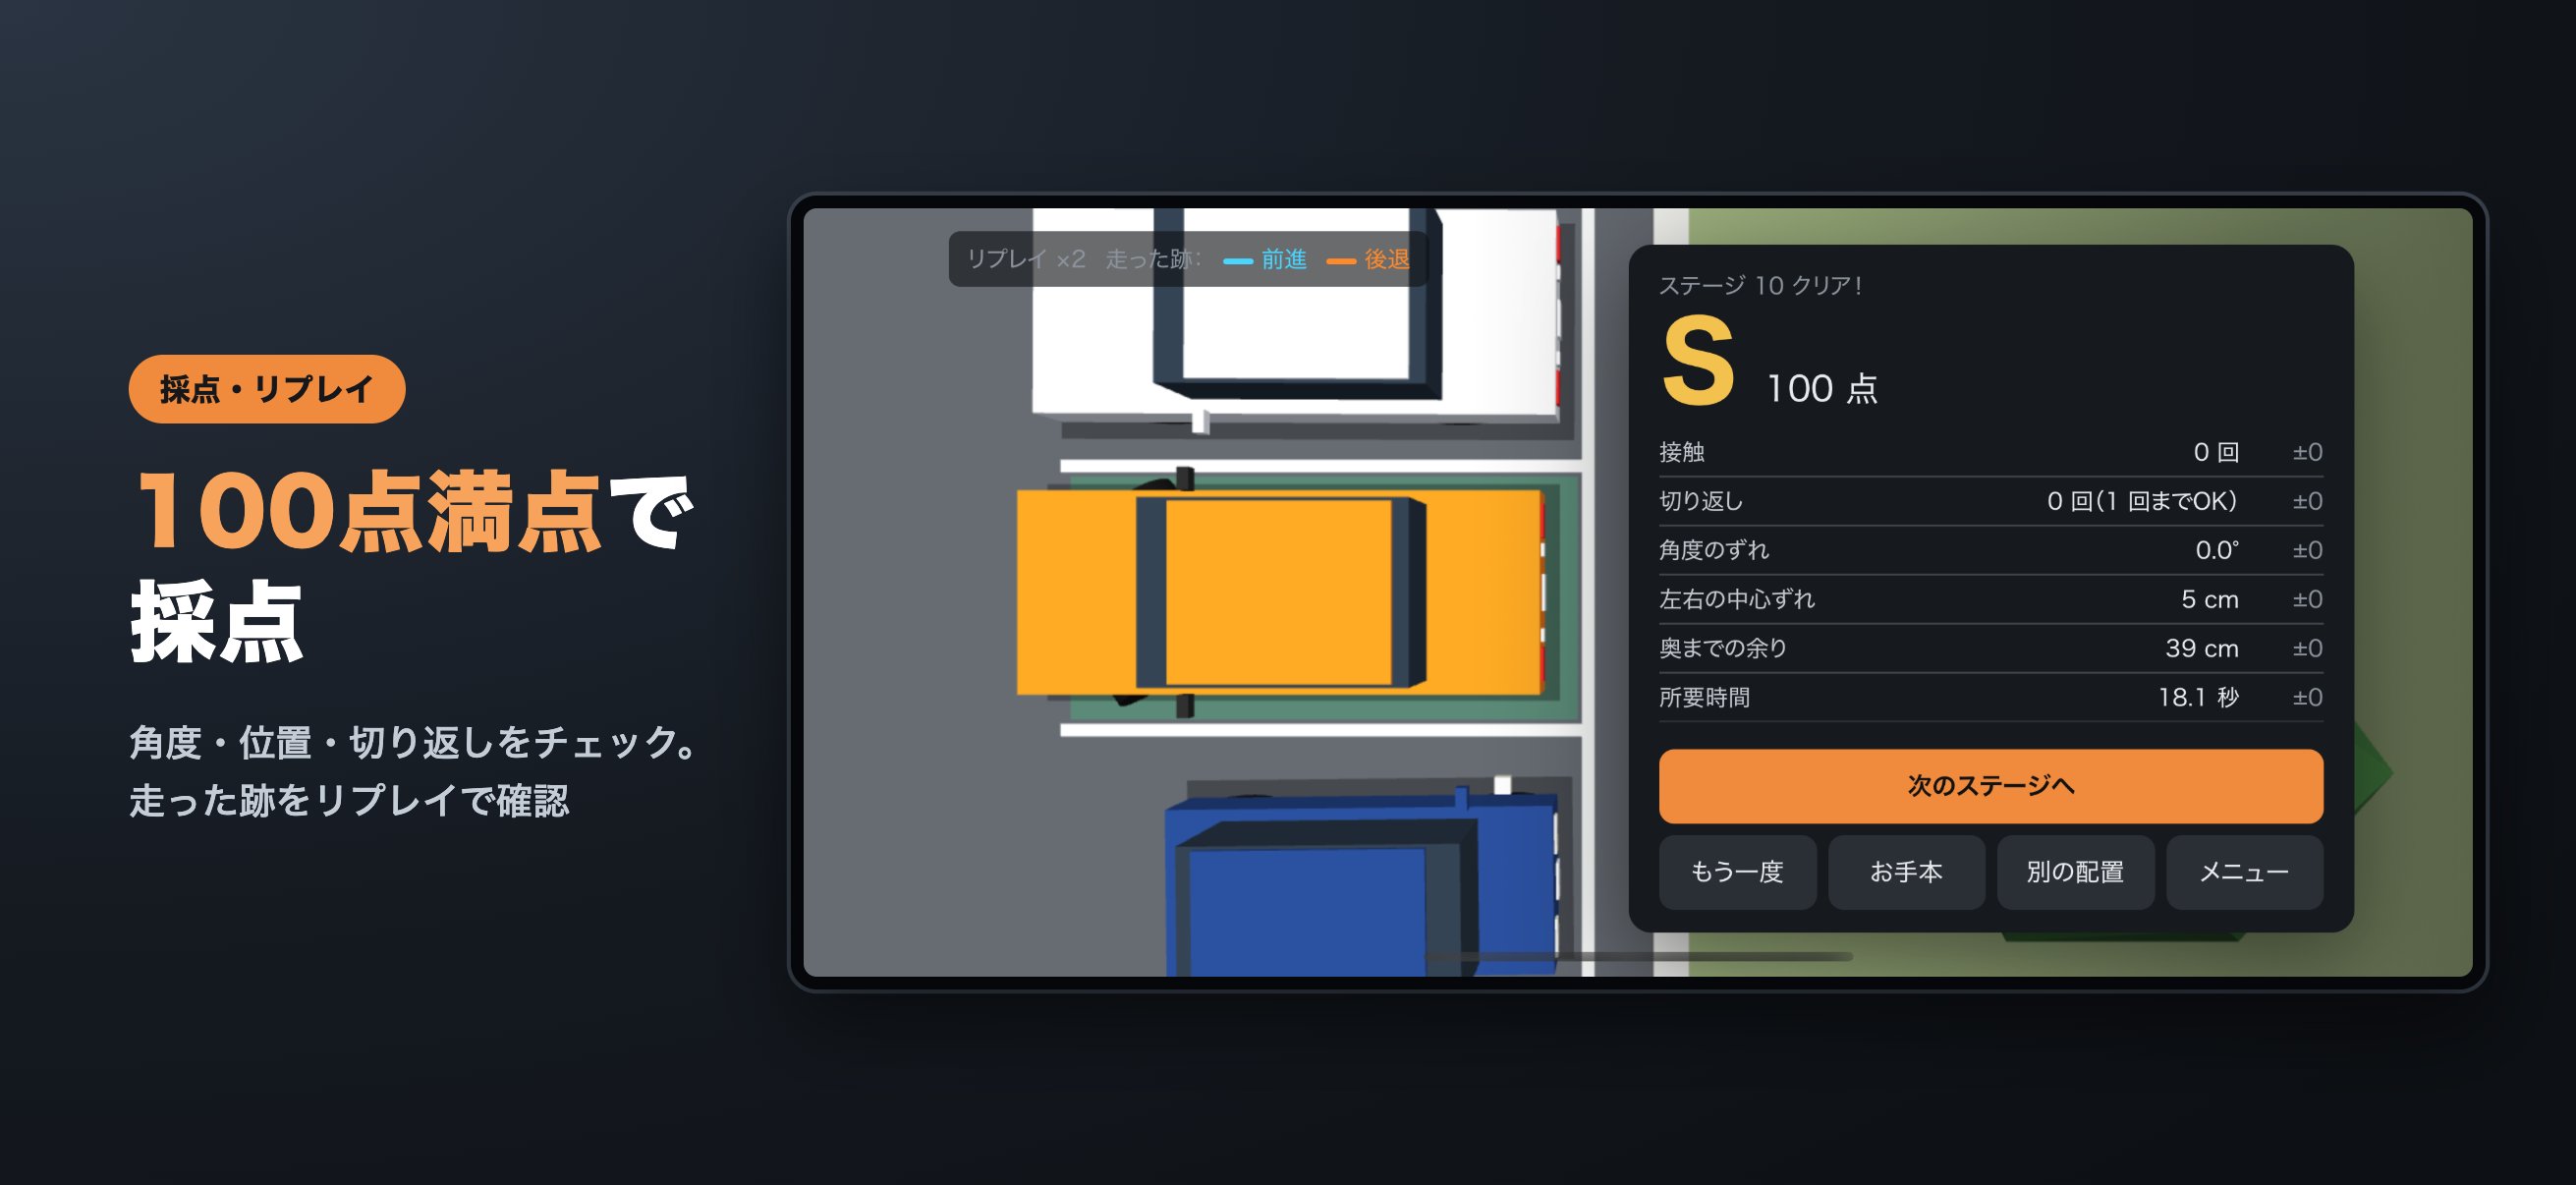 採点・リプレイ
100点満点で
採点
角度・位置・切り返しをチェック。
走った跡をリプレイで確認
リプレイ ×2 走った跡: 前進 後退
ステージ 10 クリア!
S 100 点
接触 0 回 ±0
切り返し 0 回(1 回までOK) ±0
角度のずれ 0.0° ±0
左右の中心ずれ 5 cm ±0
奥までの余り 39 cm ±0
所要時間 18.1 秒 ±0
次のステージへ
もう一度 お手本 別の配置 メニュー